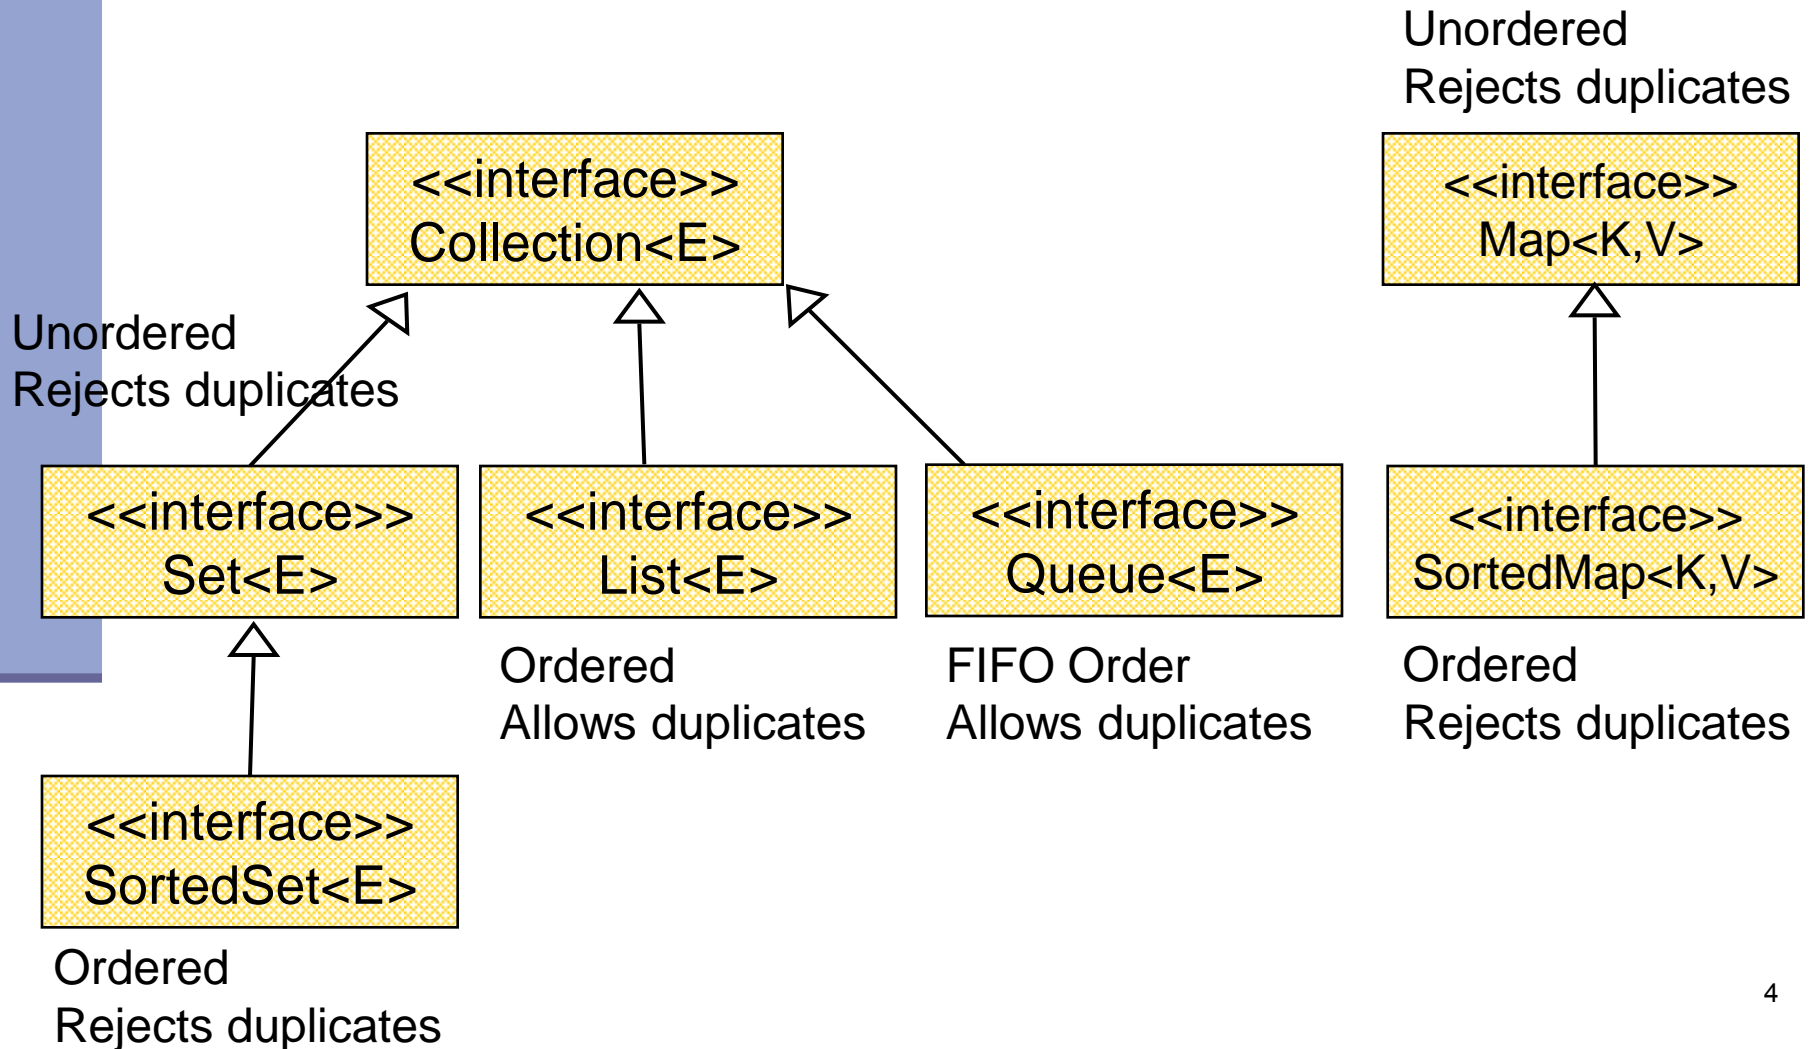 Unordered
Rejects duplicates
<<interface>>
Collection<E>
<<interface>>
Map<K,V>
Unordered
Rejects duplicates
<<interface>>
Set<E>
<<interface>>
List<E>
<<interface>>
Queue<E>
<<interface>>
SortedMap<K,V>
Ordered
Allows duplicates
FIFO Order
Allows duplicates
Ordered
Rejects duplicates
<<interface>>
SortedSet<E>
Ordered
Rejects duplicates
4